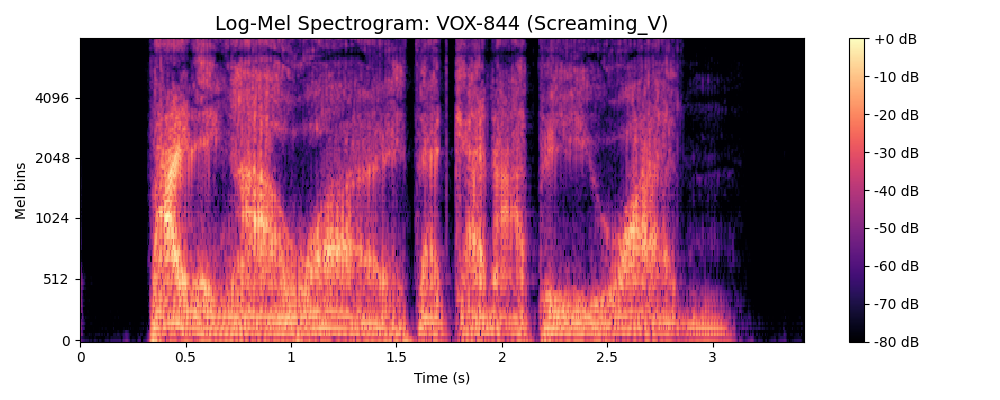 Log-Mel Spectrogram: VOX-844 (Screaming_V)
Mel bins
4096
2048
1024
512
0
0
0.5
1
1.5
2
2.5
3
Time (s)
+0 dB
-10 dB
-20 dB
-30 dB
-40 dB
-50 dB
-60 dB
-70 dB
-80 dB